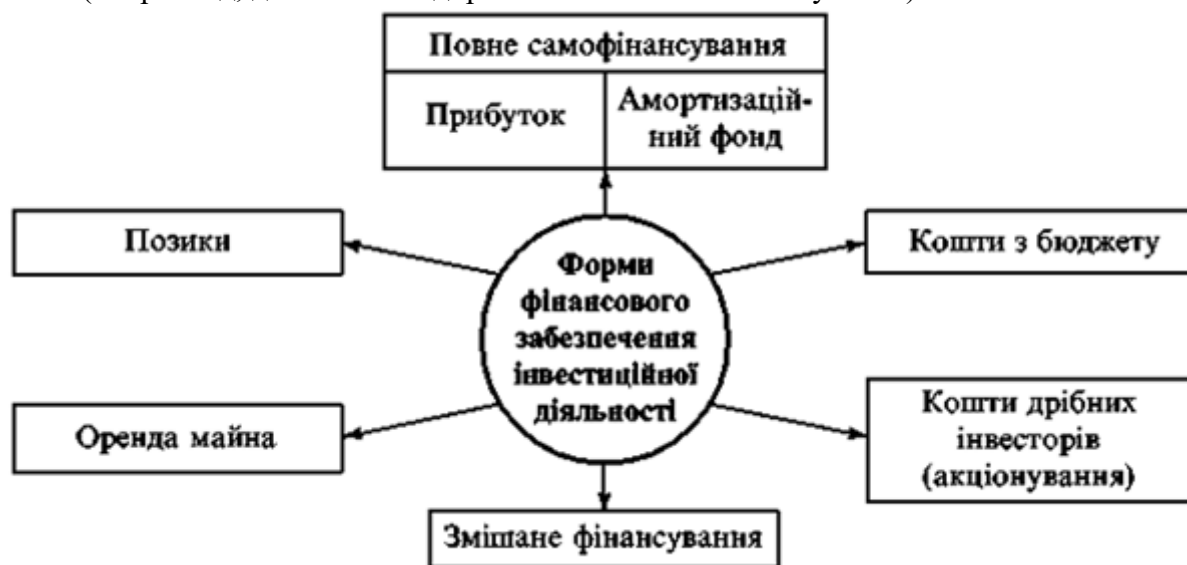 Повне самофінансування
Прибуток
Амортизацій-
ний фонд
Позики
Кошти з бюджету
Форми
фінансового
забезпечення
інвестиційної
діяльності
Оренда майна
Кошти дрібних
інвесторів
(акціонування)
Змішане фінансування